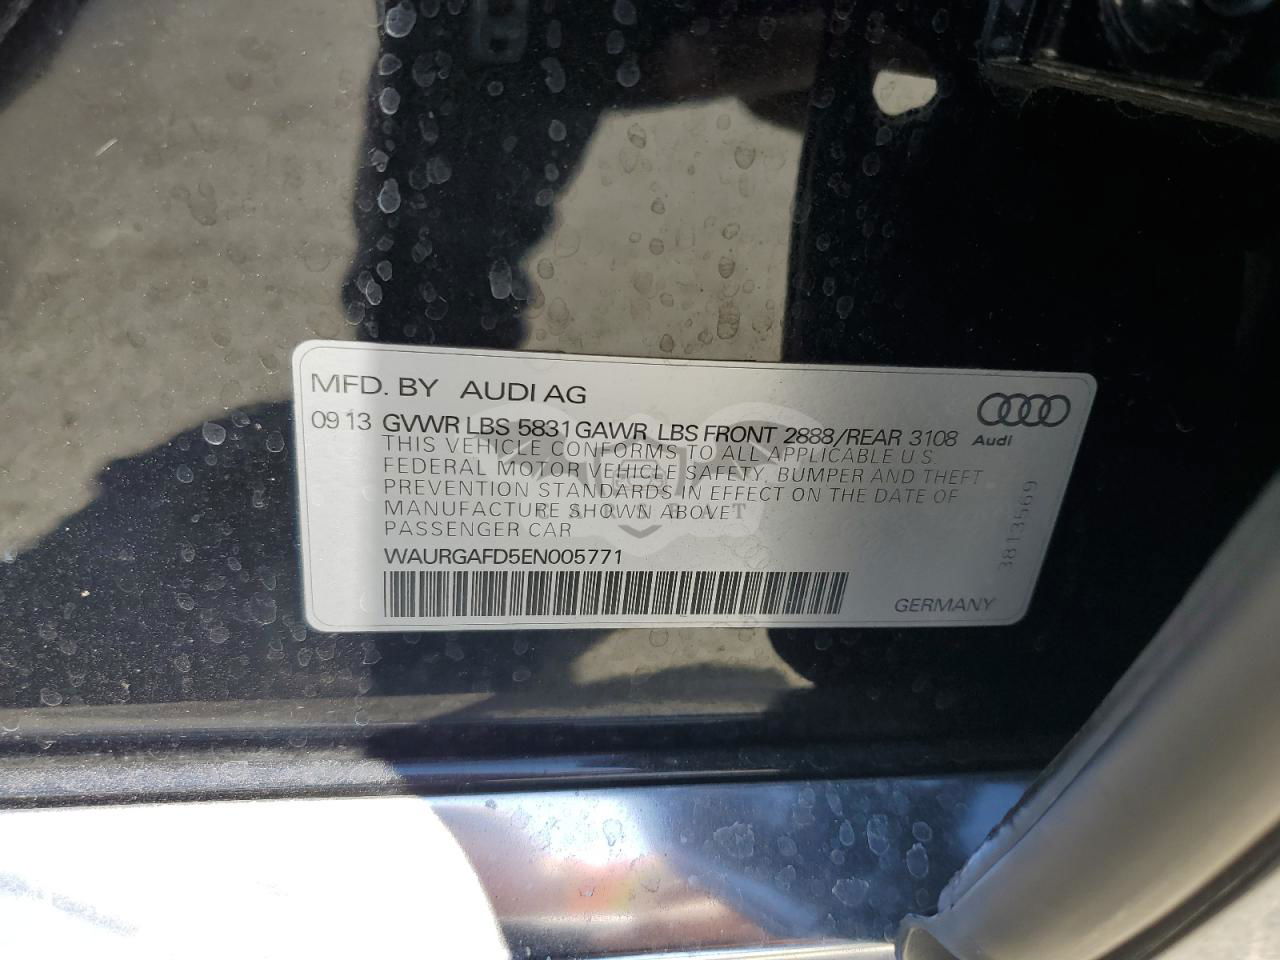 MFD. BY AUDI AG
09 13 GVWR LBS 5831 GAWR LBS FRONT 2888/REAR 3108
Audi
THIS VEHICLE CONFORMS TO ALL APPLICABLE U.S.
FEDERAL MOTOR VEHICLE SAFETY, BUMPER AND THEFT
PREVENTION STANDARDS IN EFFECT ON THE DATE OF
MANUFACTURE SHOWN ABOVE
PASSENGER CAR
WAURGAFD5EN005771
GERMANY
3813569